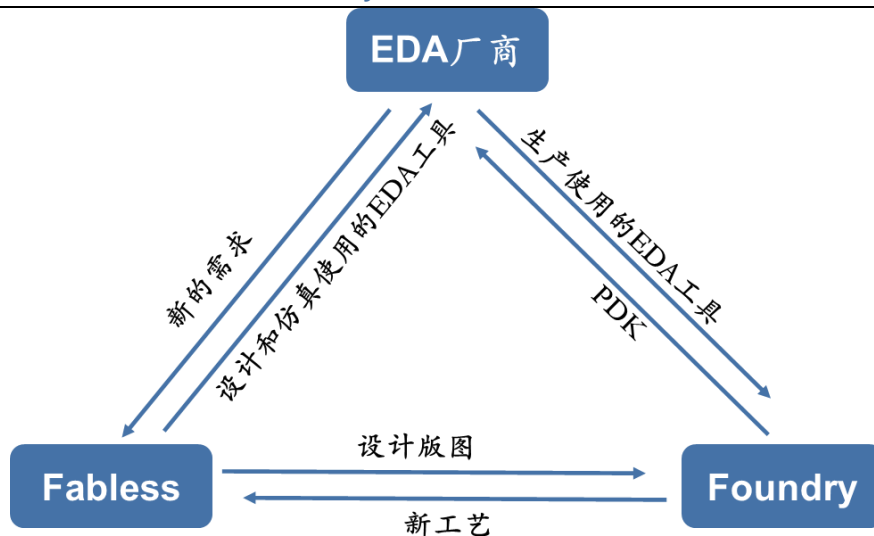 EDA厂商
新的需求
设计和仿真使用的EDA工具
生产使用的EDA工具
PDK
设计版图
Fabless
Foundry
新工艺